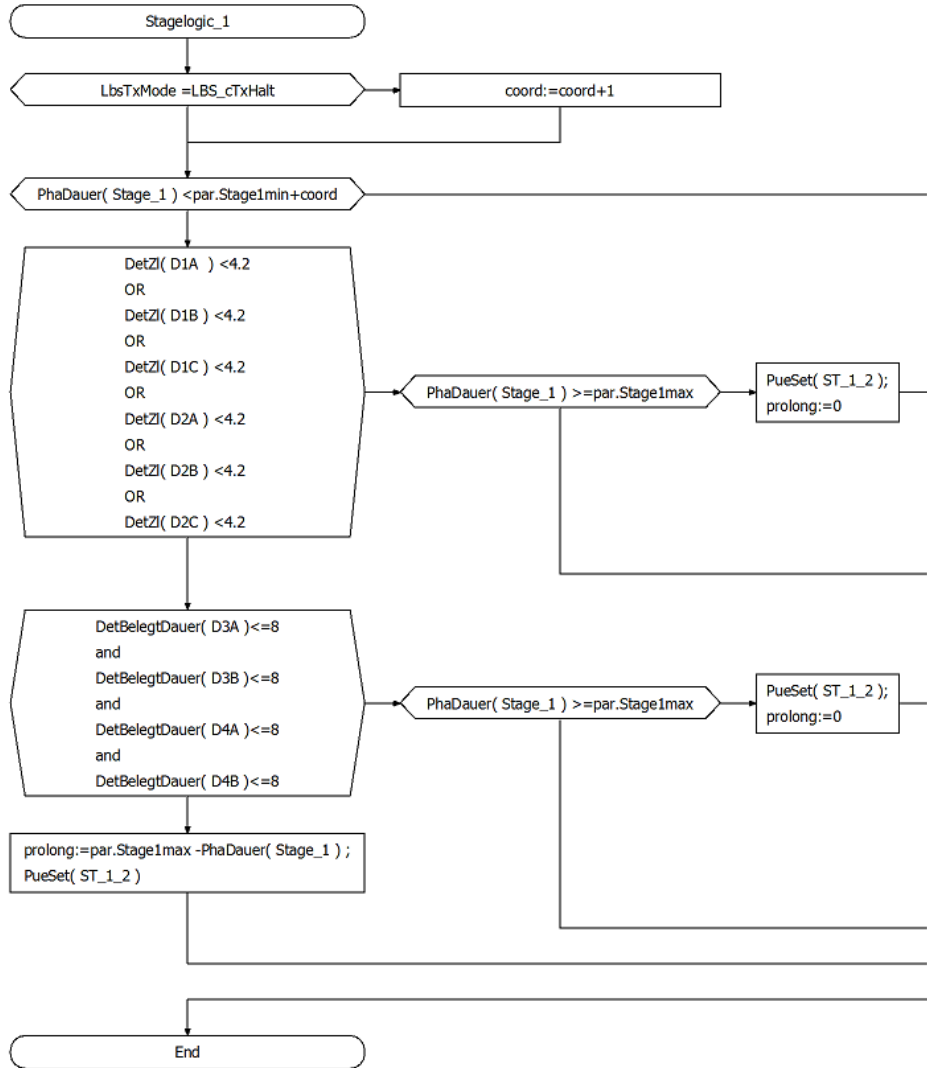 Stagelogic_1
LbsTxMode =LBS_cTxHalt
coord:=coord+1
PhaDauer( Stage_1 ) <par.Stage1min+coord
DetZl( D1A  ) <4.2
OR
DetZl( D1B ) <4.2
OR
DetZl( D1C ) <4.2
OR
DetZl( D2A ) <4.2
OR
DetZl( D2B ) <4.2
OR
DetZl( D2C ) <4.2
PhaDauer( Stage_1 ) >=par.Stage1max
PueSet( ST_1_2 );
prolong:=0
DetBelegtDauer( D3A )<=8
and
DetBelegtDauer( D3B )<=8
and
DetBelegtDauer( D4A )<=8
and
DetBelegtDauer( D4B )<=8
PhaDauer( Stage_1 ) >=par.Stage1max
PueSet( ST_1_2 );
prolong:=0
prolong:=par.Stage1max -PhaDauer( Stage_1 ) ;
PueSet( ST_1_2 )
End